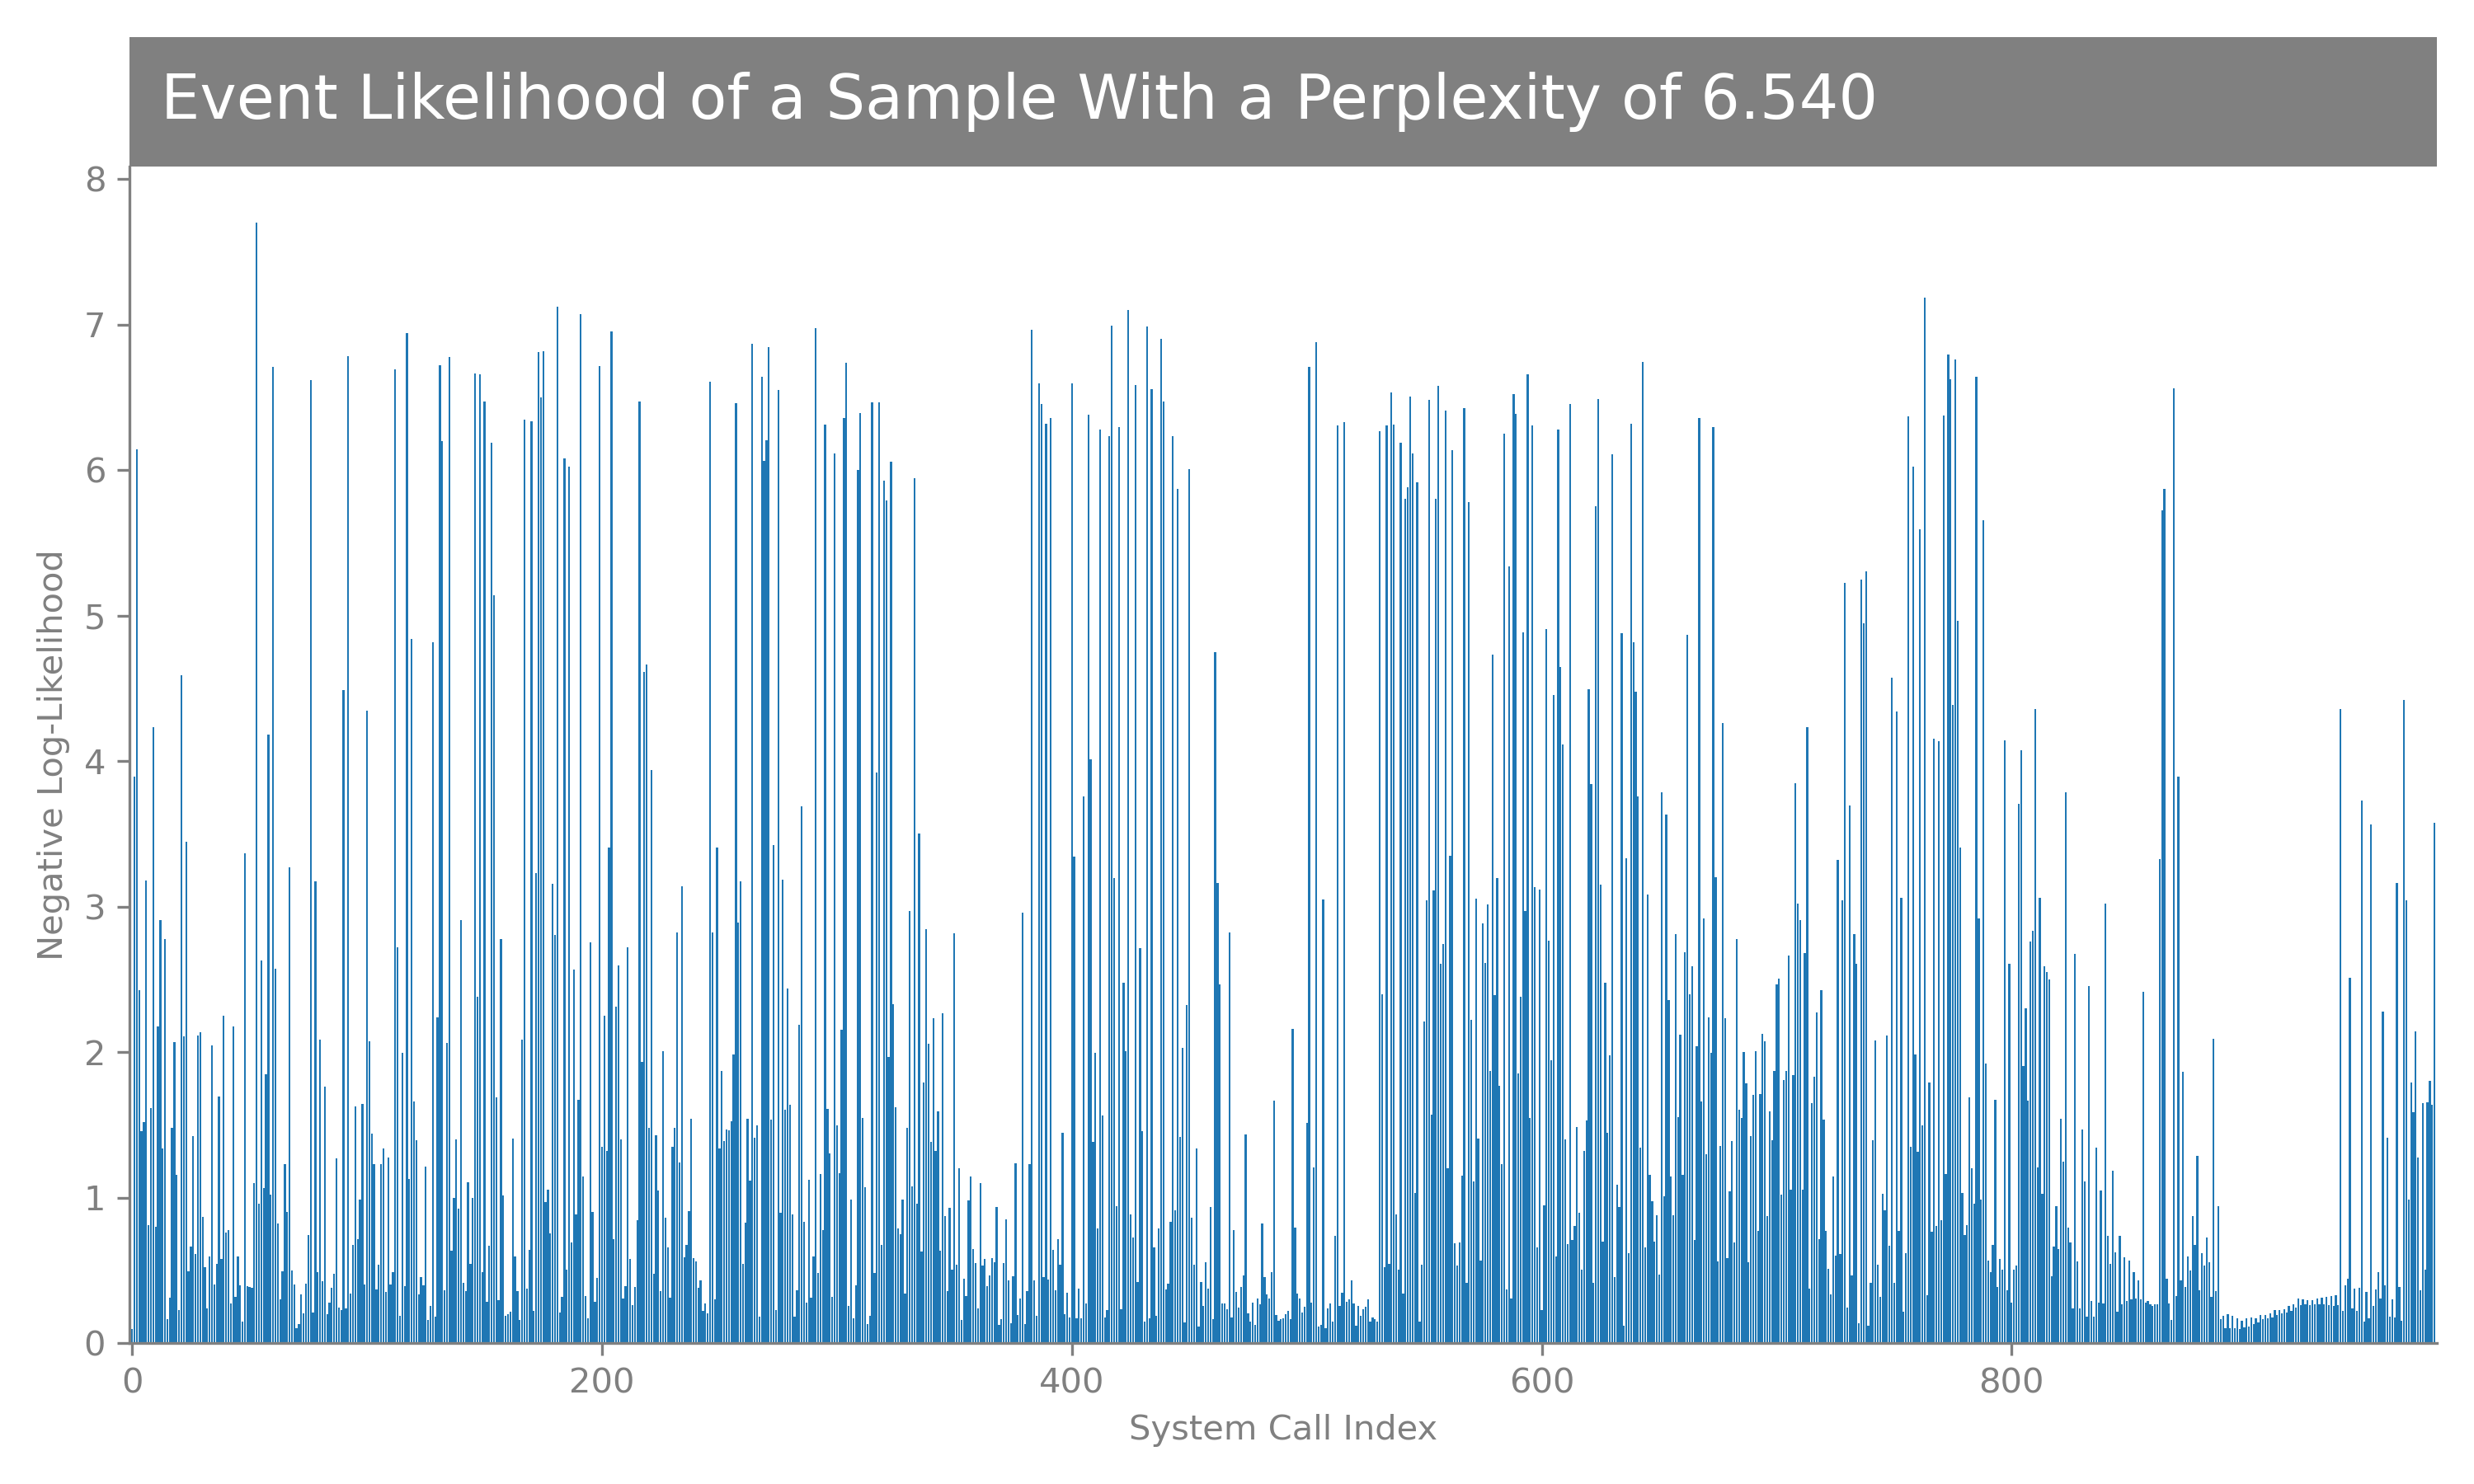 Event Likelihood of a Sample With a Perplexity of 6.540
8
7
6
5
4
3
2
1
0
Negative Log-Likelihood
0 200 400 600 800
System Call Index